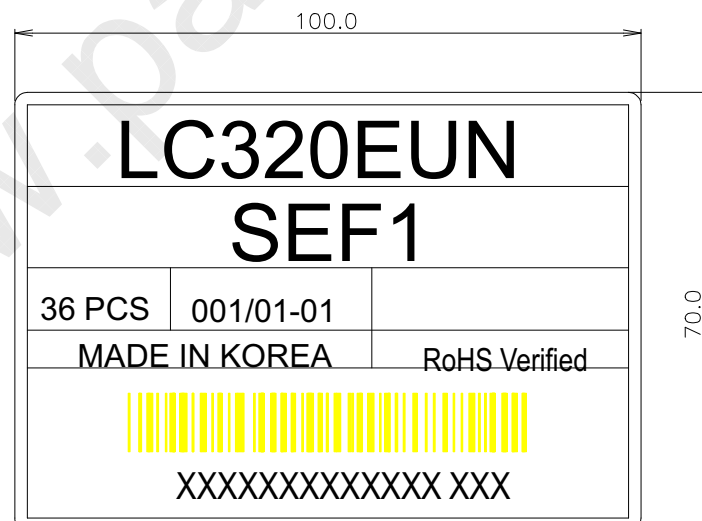 100.0
LC320EUN
SEF1
36 PCS 001/01-01
70.0
MADE IN KOREA RoHS Verified
XXXXXXXXXXXXX XXX